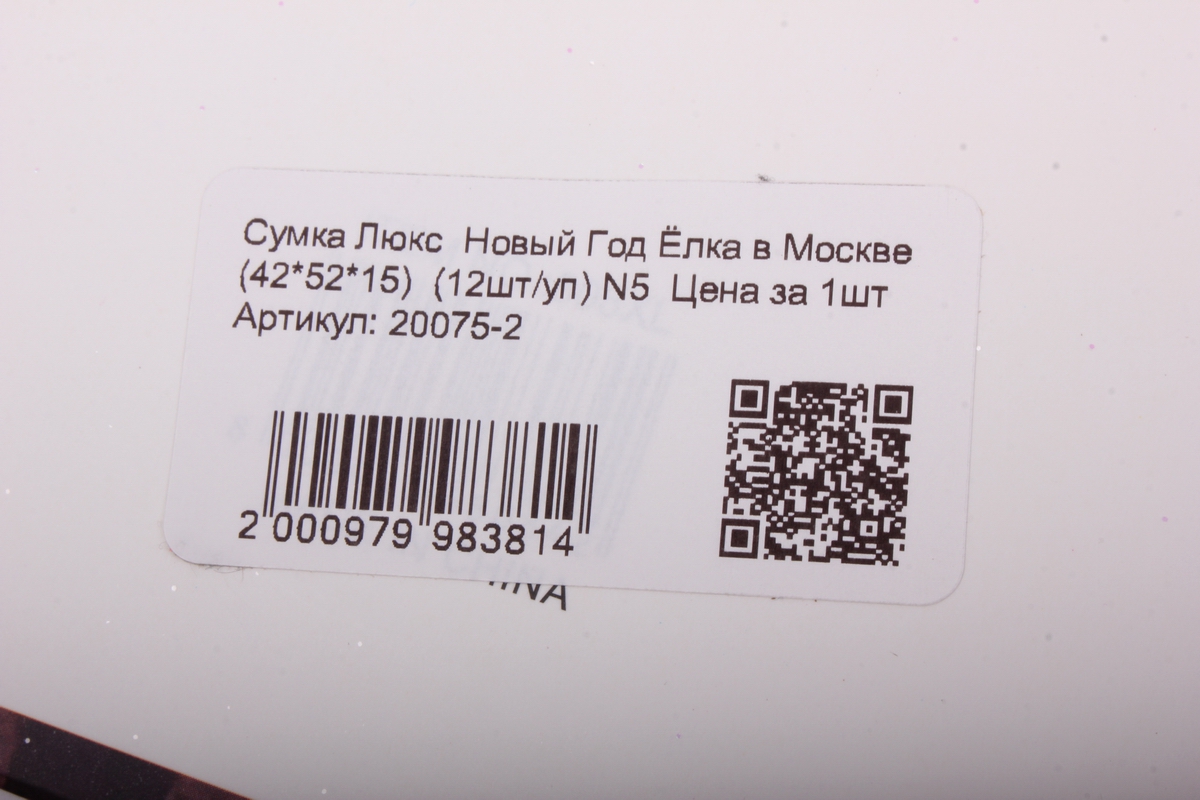 Сумка Люкс Новый Год Ёлка в Москве
(42*52*15) (12шт/уп) N5 Цена за 1шт
Артикул: 20075-2
2 000979 983814
CHINA